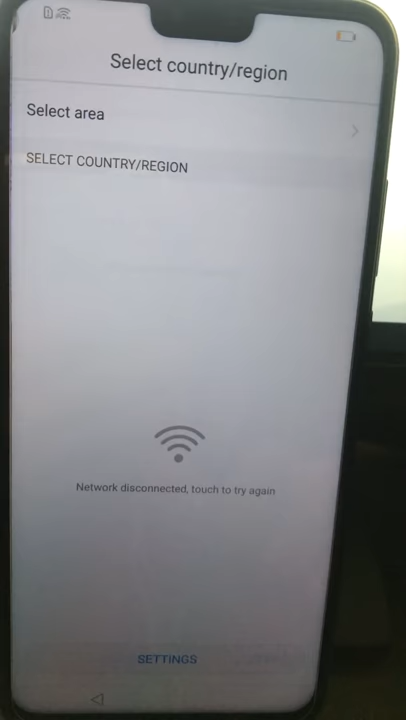 Select country/region
Select area
SELECT COUNTRY/REGION
Network disconnected, touch to try again
SETTINGS